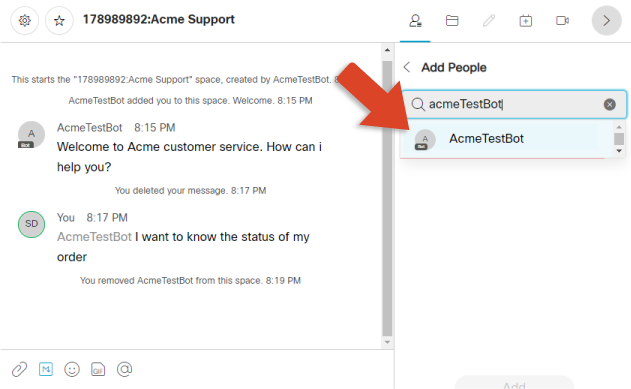 178989892:Acme Support
This starts the "178989892:Acme Support" space, created by AcmeTestBot. 8
AcmeTestBot added you to this space. Welcome. 8:15 PM
A
Bot
AcmeTestBot 8:15 PM
Welcome to Acme customer service. How can i
help you?
You deleted your message. 8:17 PM
SD
You 8:17 PM
AcmeTestBot I want to know the status of my
order
You removed AcmeTestBot from this space. 8:19 PM
GIF
Add People
acmeTestBot
A
Bot
AcmeTestBot
Add